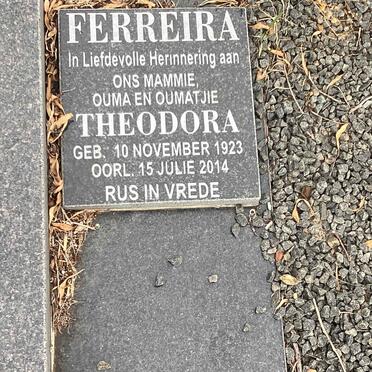 FERREIRA
In Liefdevolle Herinnering aan
ONS MAMMIE,
OUMA EN OUMATJIE
THEODORA
GEB. 10 NOVEMBER 1923
OORL. 15 JULIE 2014
RUS IN VREDE